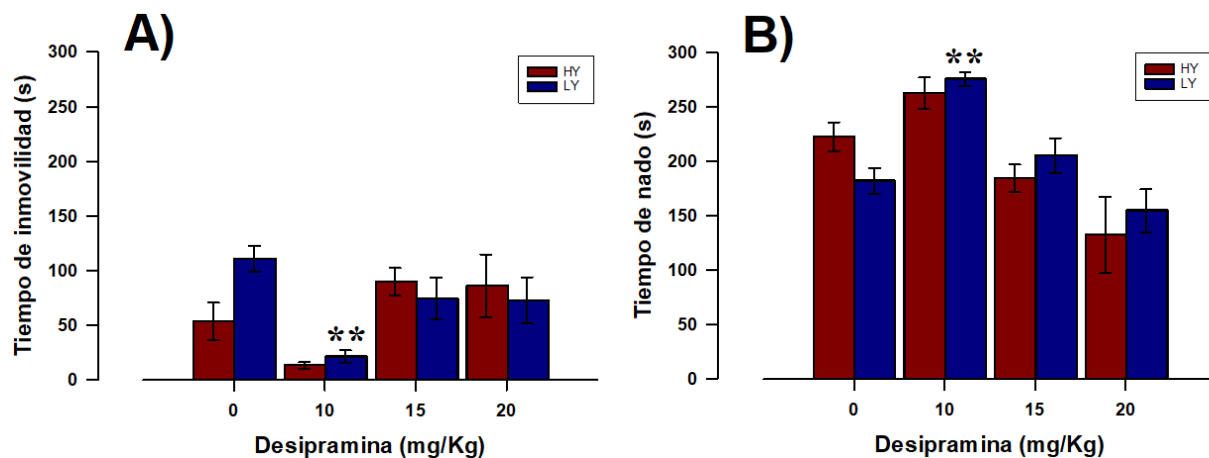 A)
Tiempo de inmovilidad (s)
300
250
200
150
100
50
0
HY
LY
**
0 10 15 20
Desipramina (mg/Kg)
B)
Tiempo de nado (s)
300
250
200
150
100
50
0
HY
LY
**
0 10 15 20
Desipramina (mg/Kg)